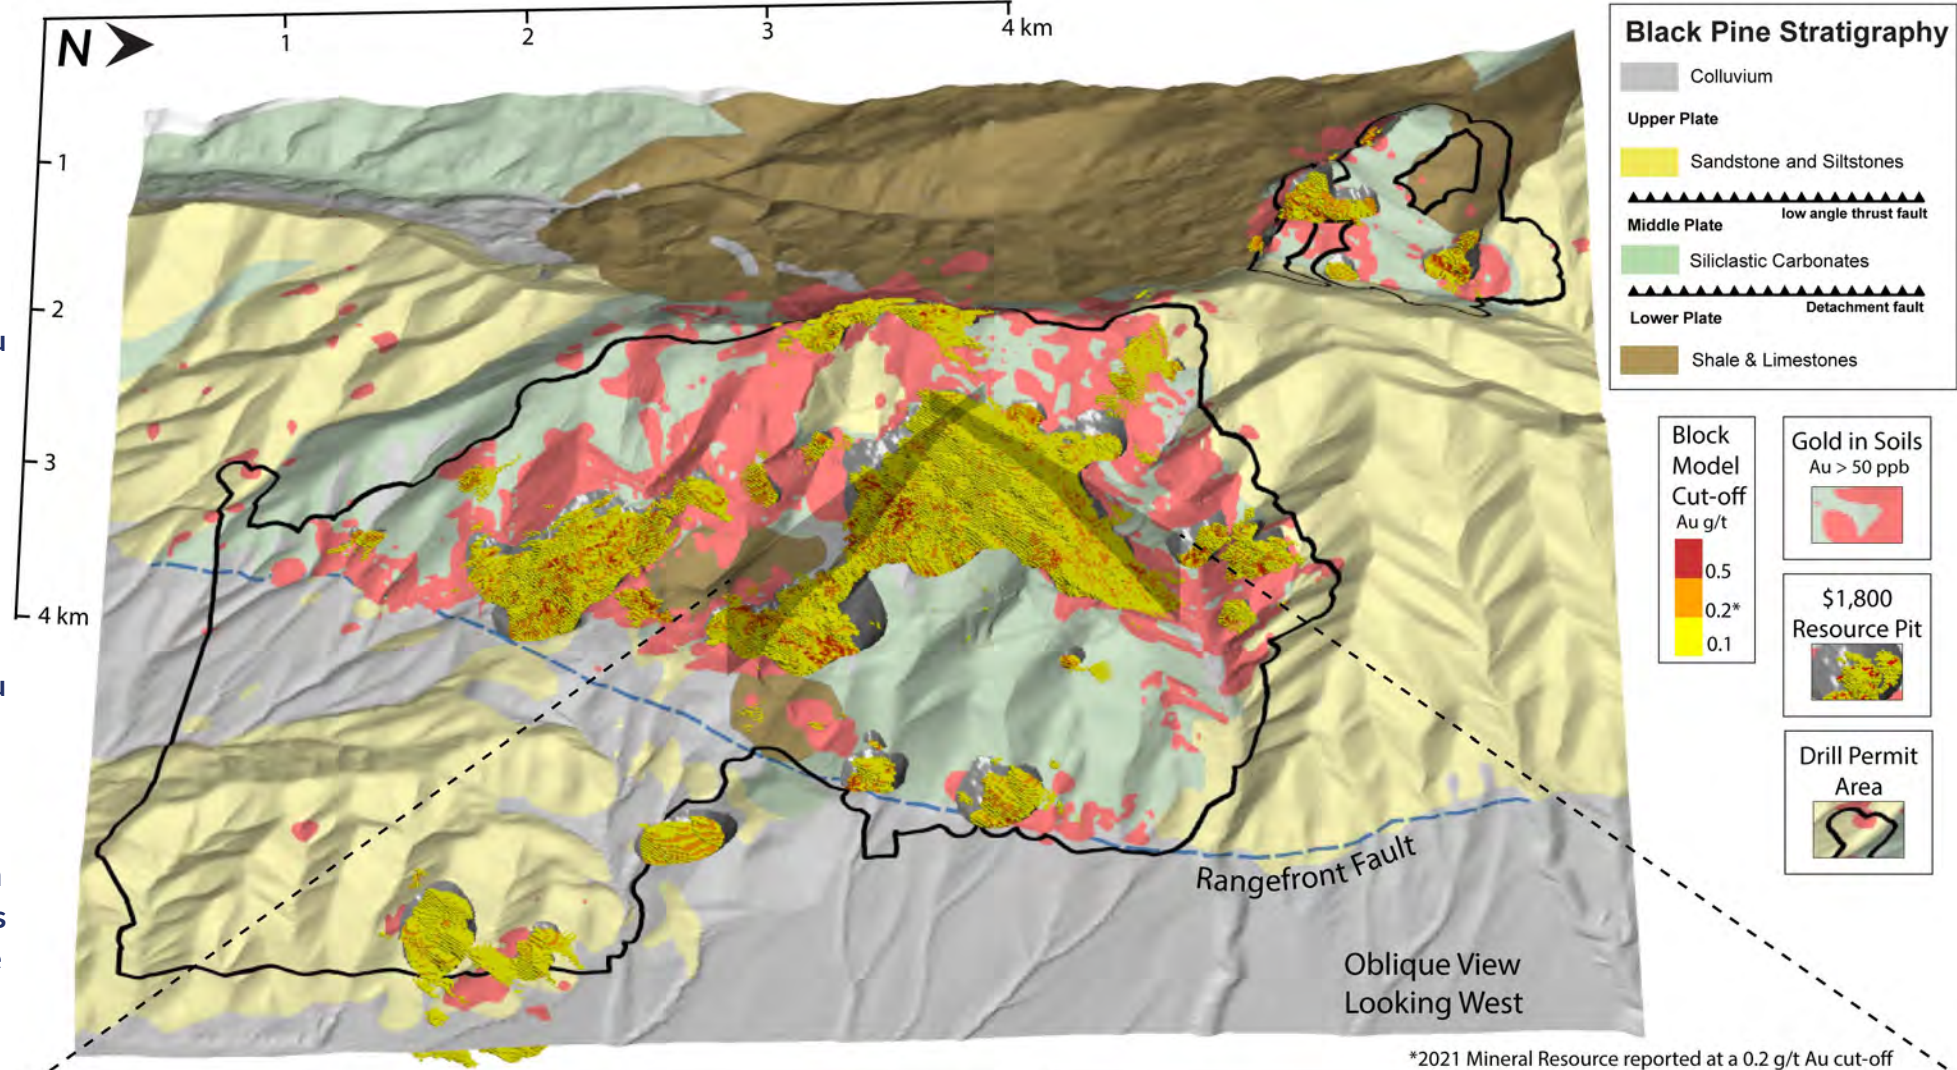 N
1
2
3
4 km
1
2
3
4 km
Rangefront Fault
Oblique View
Looking West
*2021 Mineral Resource reported at a 0.2 g/t Au cut-off
Black Pine Stratigraphy
Colluvium
Upper Plate
Sandstone and Siltstones
low angle thrust fault
Middle Plate
Siliclastic Carbonates
Detachment fault
Lower Plate
Shale & Limestones
Block
Model
Cut-off
Au g/t
0.5
0.2*
0.1
Gold in Soils
Au > 50 ppb
$1,800
Resource Pit
Drill Permit
Area